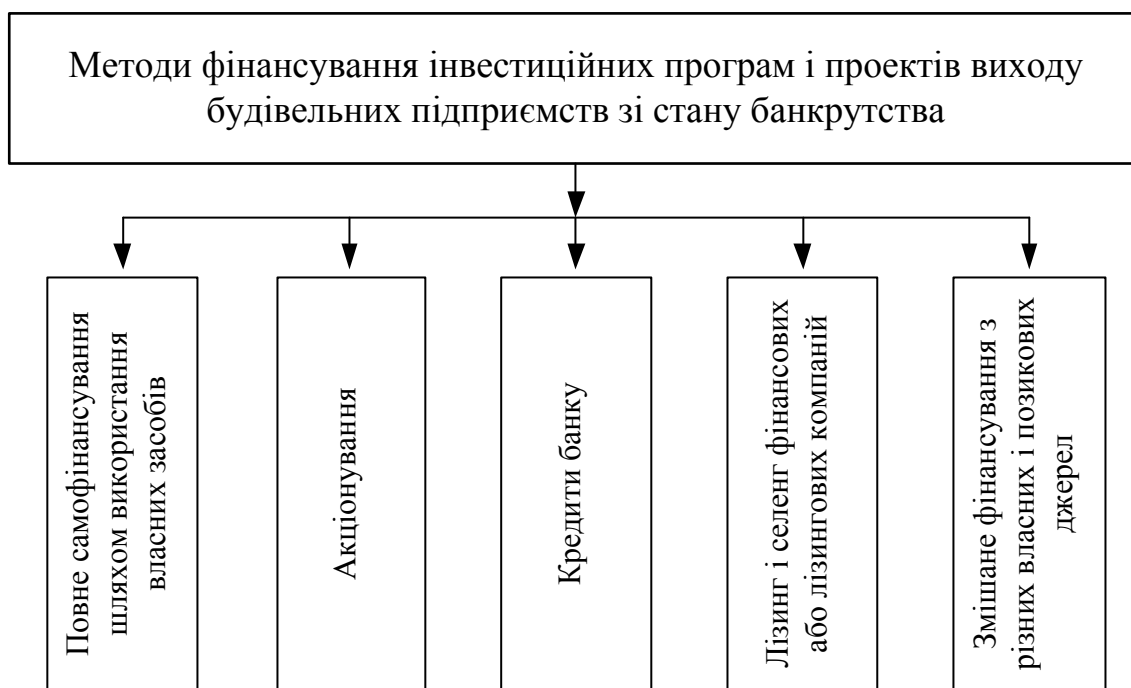 Методи фінансування інвестиційних програм і проектів виходу
будівельних підприємств зі стану банкрутства
Повне самофінансування
шляхом використання
власних засобів
Акціонування
Кредити банку
Лізинг і селенг фінансових
або лізингових компаній
Змішане фінансування з
різних власних і позикових
джерел